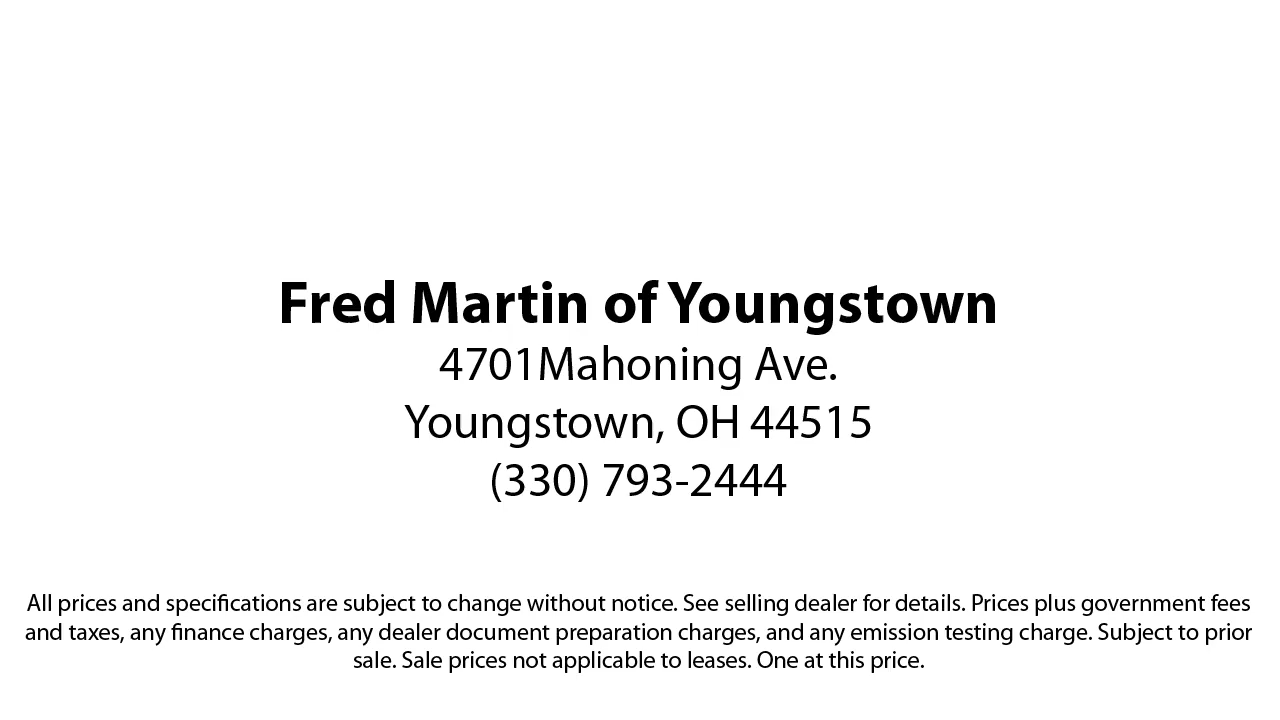 Fred Martin of Youngstown
4701Mahoning Ave.
Youngstown, OH 44515
(330) 793-2444
All prices and specifications are subject to change without notice. See selling dealer for details. Prices plus government fees
and taxes, any finance charges, any dealer document preparation charges, and any emission testing charge. Subject to prior
sale. Sale prices not applicable to leases. One at this price.